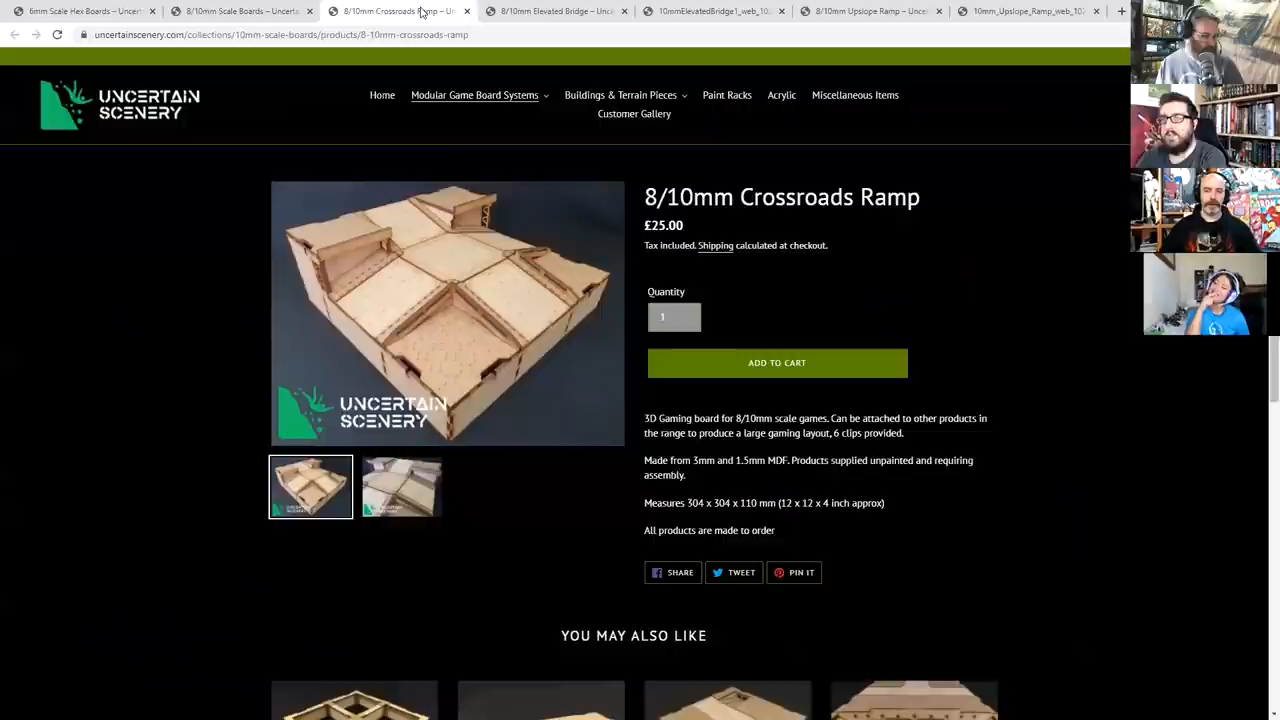 6mm Scale Hex Boards – Uncert
8/10mm Scale Boards – Uncerta
8/10mm Crossroads Ramp – Un
8/10mm Elevated Bridge – Unc
10mmElevatedBridge1_web_10
8/10mm Upslope Ramp – Uncer
10mm_Upslope_Ramp_web_102
uncertainscenery.com/collections/10mm-scale-boards/products/8-10mm-crossroads-ramp
UNCERTAIN
SCENERY
Home
Modular Game Board Systems
Buildings & Terrain Pieces
Paint Racks
Acrylic
Miscellaneous Items
Customer Gallery
UNCERTAIN
SCENERY
8/10mm Crossroads Ramp
£25.00
Tax included. Shipping calculated at checkout.
Quantity
1
ADD TO CART
3D Gaming board for 8/10mm scale games. Can be attached to other products in
the range to produce a large gaming layout, 6 clips provided.
Made from 3mm and 1.5mm MDF. Products supplied unpainted and requiring
assembly.
Measures 304 x 304 x 110 mm (12 x 12 x 4 inch approx)
All products are made to order
SHARE
TWEET
PIN IT
YOU MAY ALSO LIKE